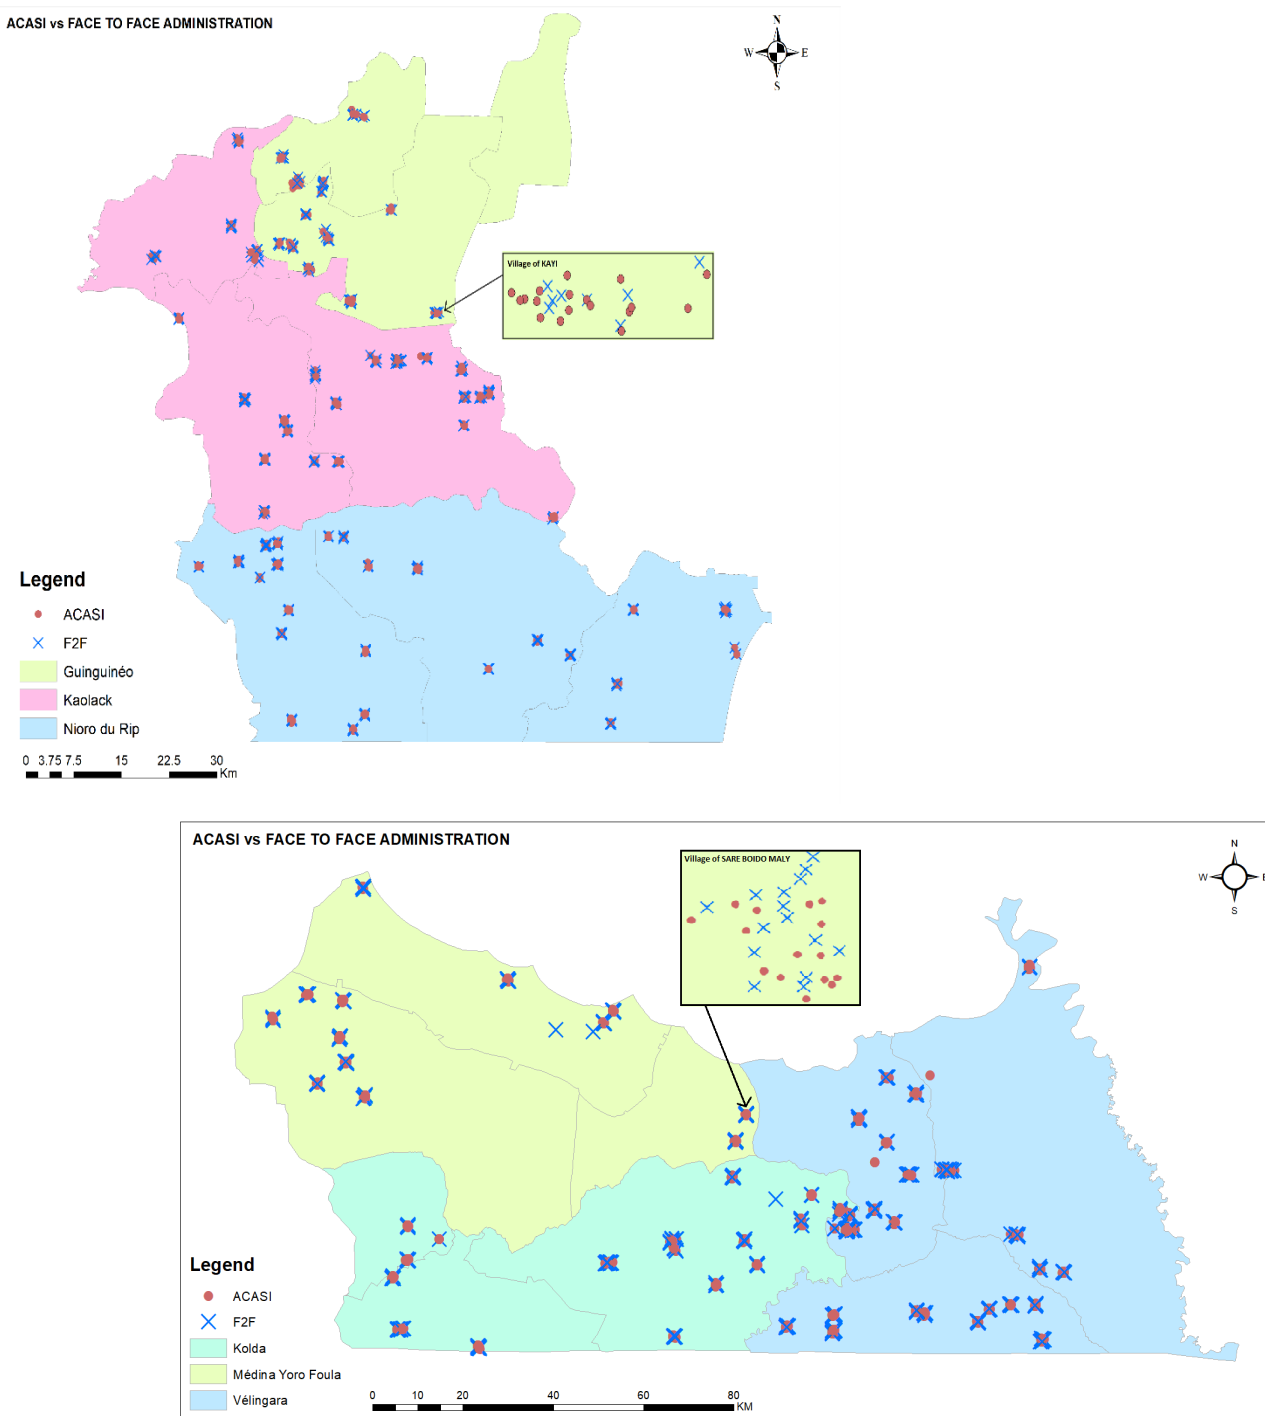 ACASI vs FACE TO FACE ADMINISTRATION
N
W E
S
Village of KAYI
Legend
ACASI
F2F
Guinguinéo
Kaolack
Nioro du Rip
0 3.75 7.5 15 22.5 30
Km
ACASI vs FACE TO FACE ADMINISTRATION
N
W E
S
Village of SARE BOIDO MALY
Legend
ACASI
F2F
Kolda
Médina Yoro Foula
Vélingara
0 10 20 40 60 80
KM